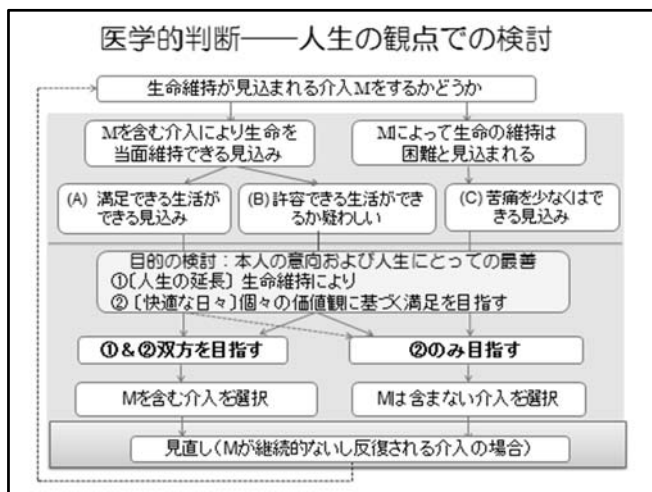 医学的判断――人生の観点での検討
生命維持が見込まれる介入Mをするかどうか
Mを含む介入により生命を
当面維持できる見込み
Mによって生命の維持は
困難と見込まれる
(A) 満足できる生活が
できる見込み
(B) 許容できる生活ができ
るか疑わしい
(C) 苦痛を少なくはで
きる見込み
目的の検討:本人の意向および人生にとっての最善
①〔人生の延長〕生命維持により
②〔快適な日々〕個々の価値観に基づく満足を目指す
①&②双方を目指す
②のみ目指す
Mを含む介入を選択
Mは含まない介入を選択
見直し(Mが継続的ないし反復される介入の場合)